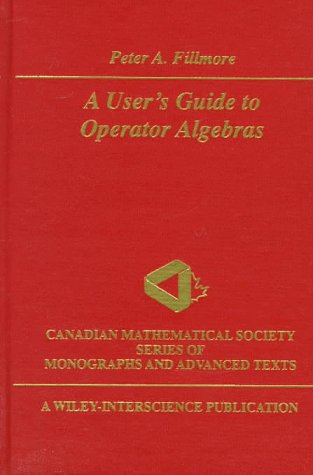 Peter A. Fillmore
A User's Guide to
Operator Algebras
CANADIAN MATHEMATICAL SOCIETY
SERIES OF
MONOGRAPHS AND ADVANCED TEXTS
A WILEY-INTERSCIENCE PUBLICATION